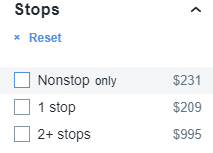 Stops
× Reset
Nonstop only $231
1 stop $209
2+ stops $995